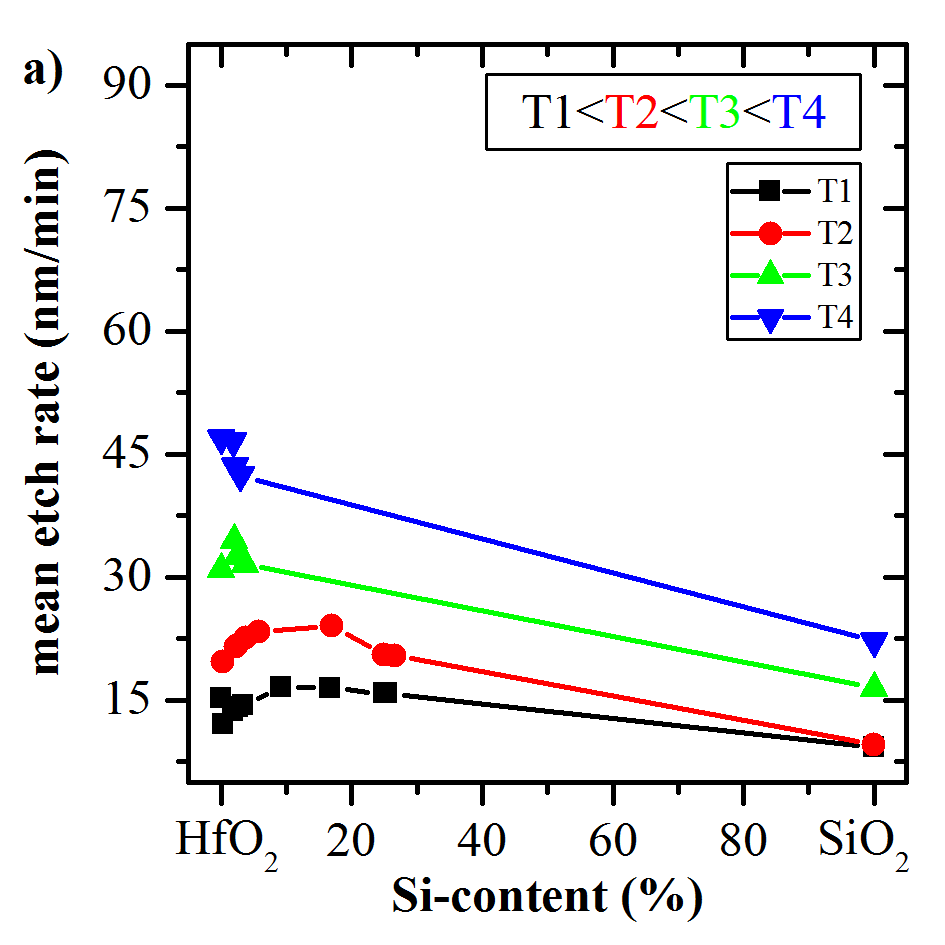 a)
T1<T2<T3<T4
T1
T2
T3
T4
mean etch rate (nm/min)
90
75
60
45
30
15
HfO₂ 20 40 60 80 SiO₂
Si-content (%)